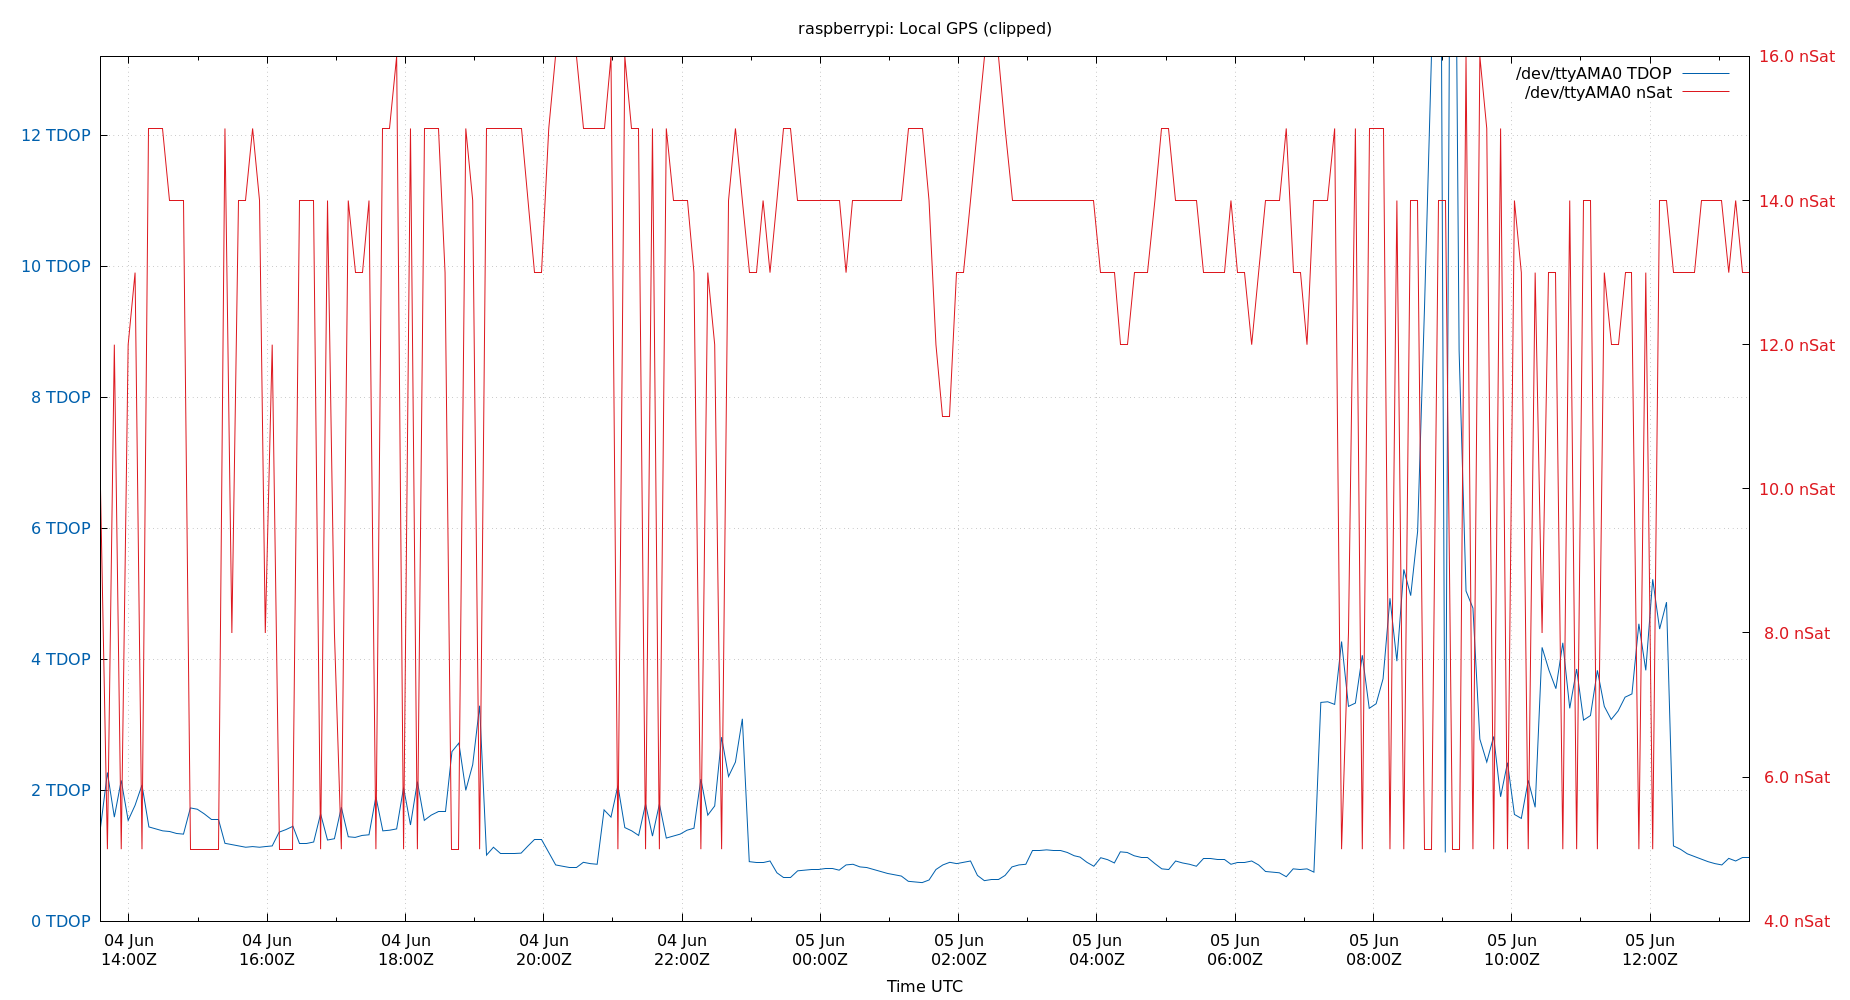 raspberrypi: Local GPS (clipped)
16.0 nSat
/dev/ttyAMA0 TDOP
/dev/ttyAMA0 nSat
12 TDOP
14.0 nSat
10 TDOP
12.0 nSat
8 TDOP
10.0 nSat
6 TDOP
8.0 nSat
4 TDOP
6.0 nSat
2 TDOP
0 TDOP
4.0 nSat
04 Jun 04 Jun 04 Jun 04 Jun 04 Jun 05 Jun 05 Jun 05 Jun 05 Jun 05 Jun 05 Jun 05 Jun
14:00Z 16:00Z 18:00Z 20:00Z 22:00Z 00:00Z 02:00Z 04:00Z 06:00Z 08:00Z 10:00Z 12:00Z
Time UTC